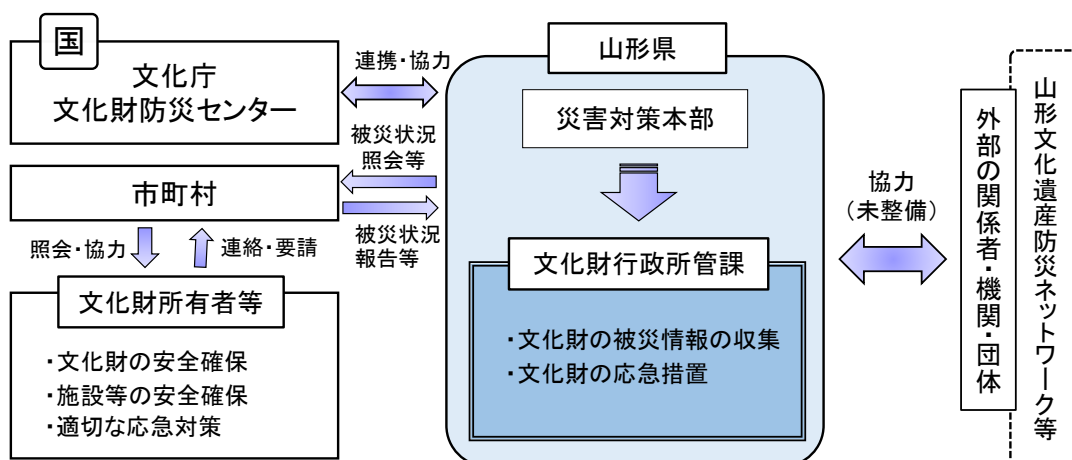 国
文化庁
文化財防災センター
連携・協力
被災状況
照会等
市町村
被災状況
報告等
照会・協力
連絡・要請
文化財所有者等
・文化財の安全確保
・施設等の安全確保
・適切な応急対策
山形県
災害対策本部
文化財行政所管課
・文化財の被災情報の収集
・文化財の応急措置
協力
（未整備）
外部の関係者・機関・団体
山形文化遺産防災ネットワーク等